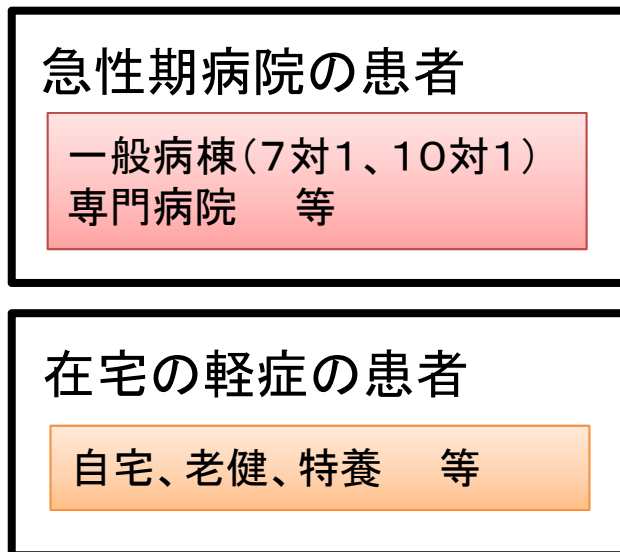 急性期病院の患者
一般病棟(7対1、10対1)
専門病院　等
在宅の軽症の患者
自宅、老健、特養　等